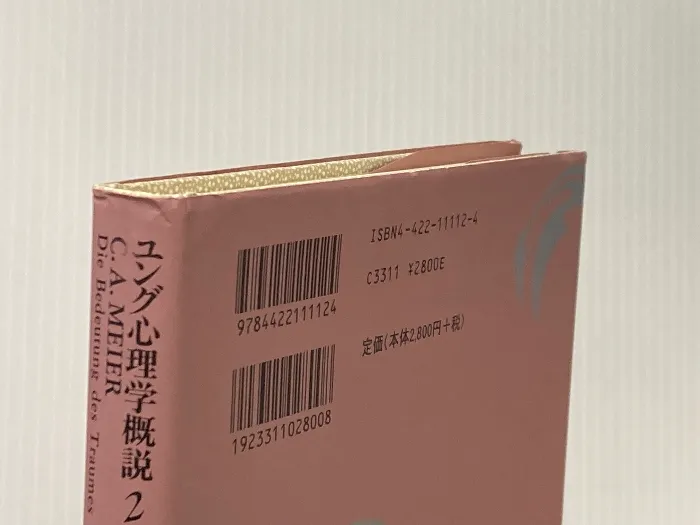 ユング心理学概説 2
C. A. MEIER
Die Bedeutung des Traumes
ISBN4-422-11112-4
C3311 ¥2800E
9784422111124
定価(本体2,800円+税)
1923311028008